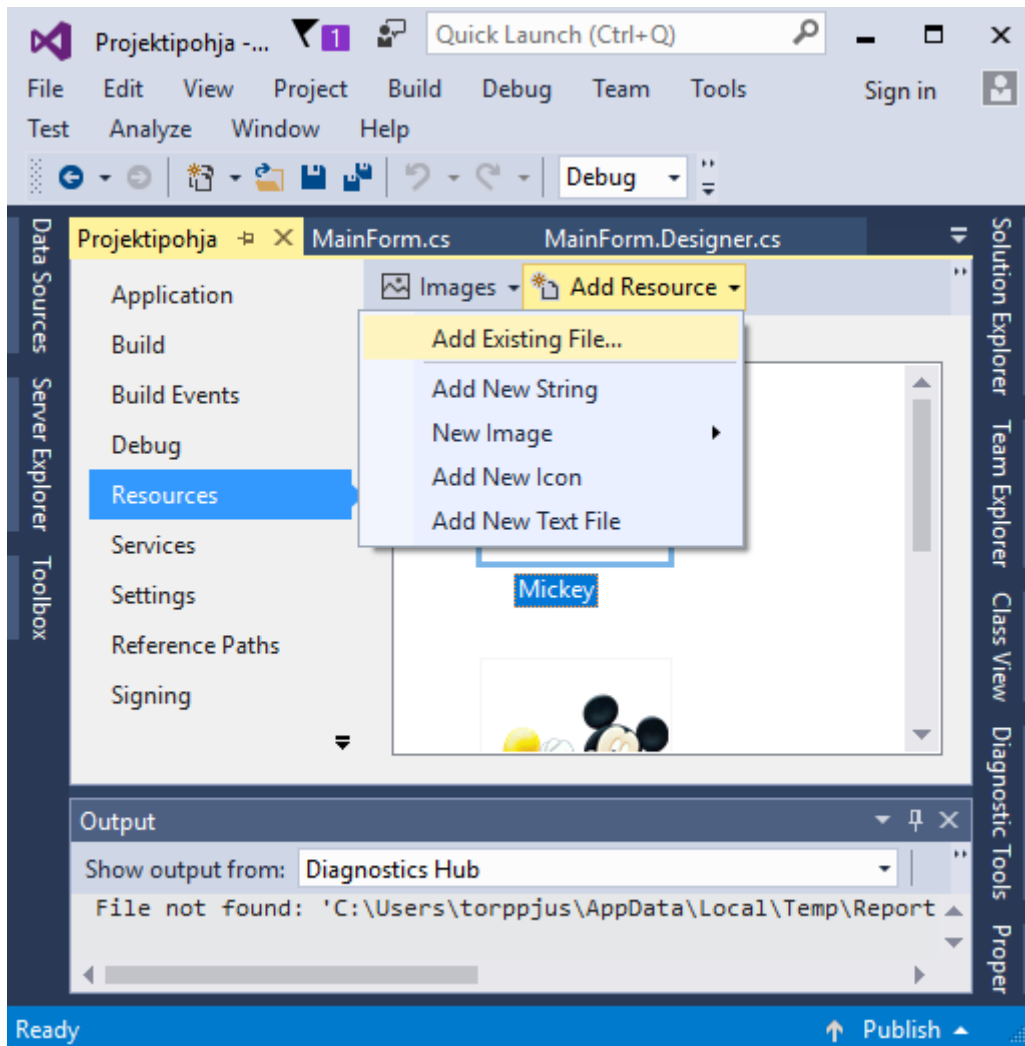 Projektipohja -... 1 Quick Launch (Ctrl+Q)
File Edit View Project Build Debug Team Tools Sign in
Test Analyze Window Help
Debug
Data Sources
Server Explorer
Toolbox
Projektipohja MainForm.cs MainForm.Designer.cs
Images Add Resource
Application
Build
Build Events
Debug
Resources
Services
Settings
Reference Paths
Signing
Add Existing File...
Add New String
New Image
Add New Icon
Add New Text File
Mickey
Solution Explorer
Team Explorer
Class View
Diagnostic Tools
Proper
Output
Show output from: Diagnostics Hub
File not found: 'C:\Users\torppjus\AppData\Local\Temp\Report
Ready Publish